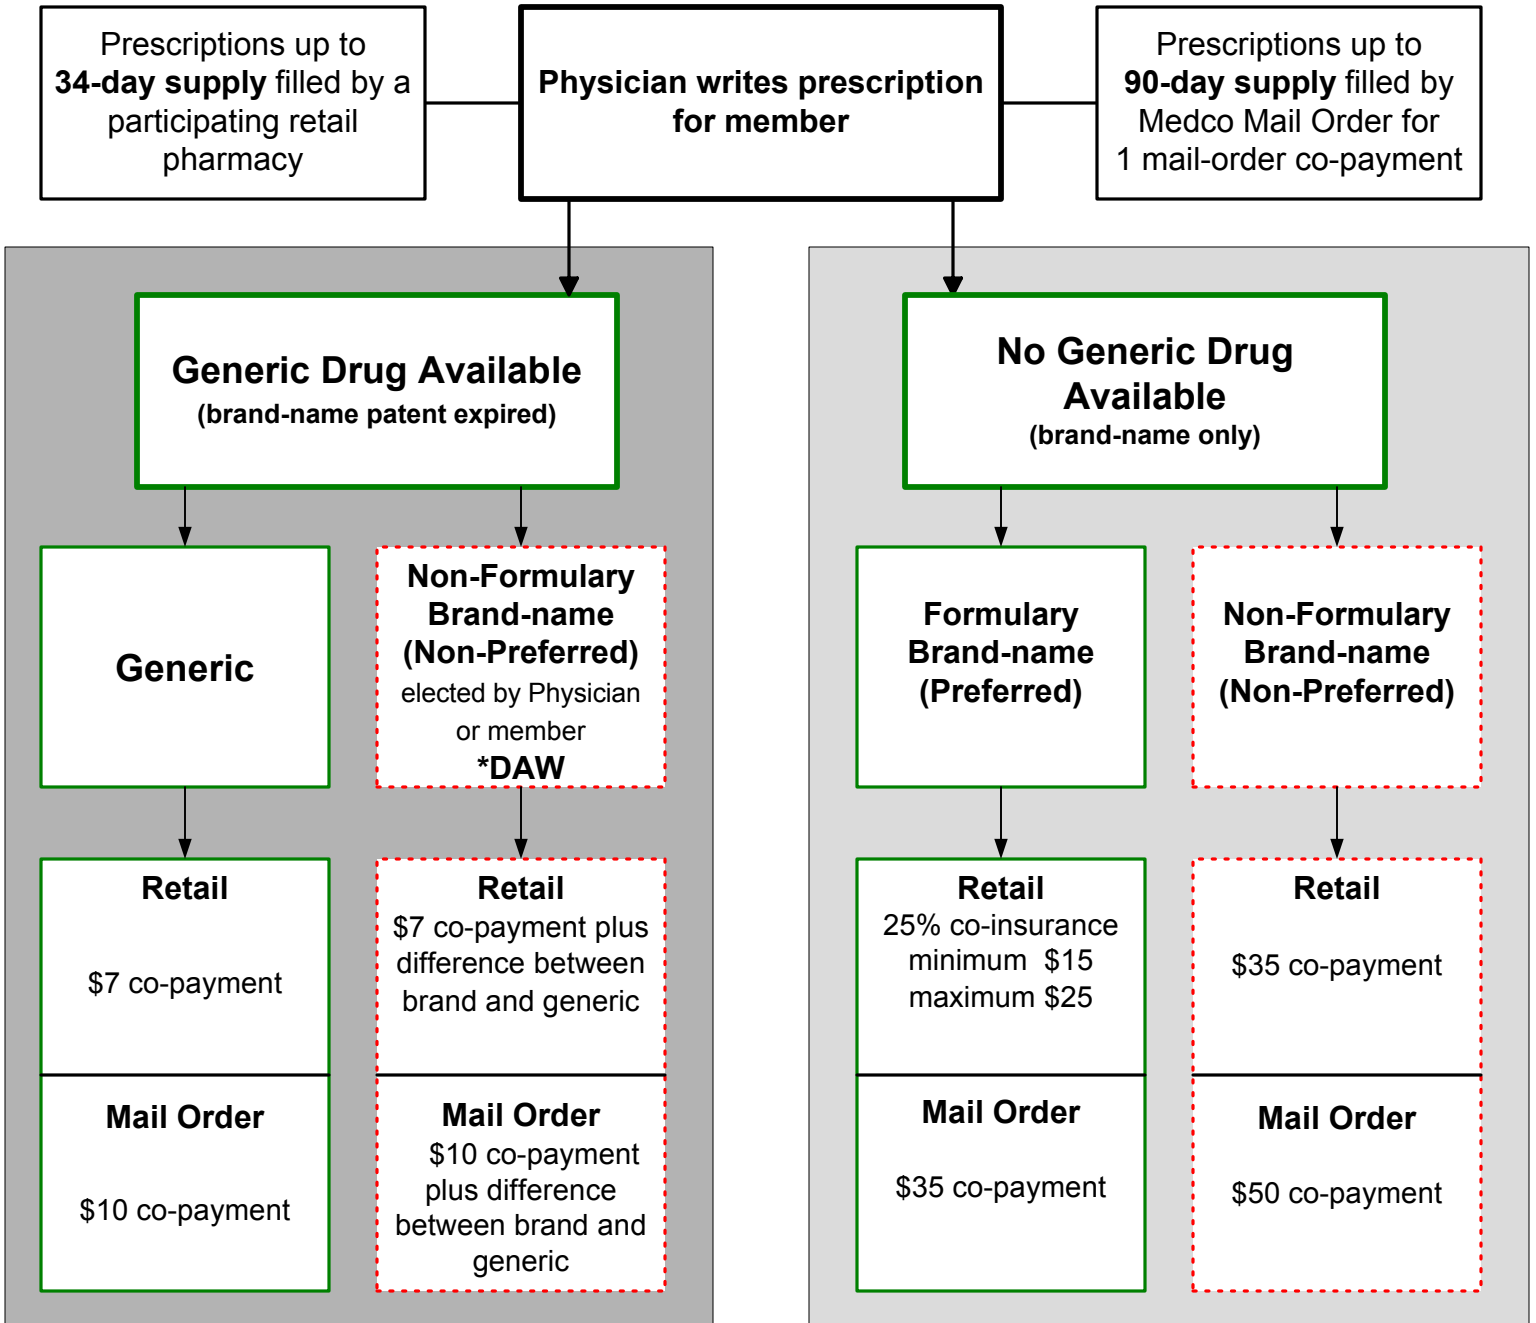 Prescriptions up to
34-day supply filled by a
participating retail
pharmacy
Physician writes prescription
for member
Prescriptions up to
90-day supply filled by
Medco Mail Order for
1 mail-order co-payment
Generic Drug Available
(brand-name patent expired)
No Generic Drug
Available
(brand-name only)
Generic
Non-Formulary
Brand-name
(Non-Preferred)
elected by Physician
or member
*DAW
Formulary
Brand-name
(Preferred)
Non-Formulary
Brand-name
(Non-Preferred)
Retail
$7 co-payment
Retail
$7 co-payment plus
difference between
brand and generic
Retail
25% co-insurance
minimum $15
maximum $25
Retail
$35 co-payment
Mail Order
$10 co-payment
Mail Order
$10 co-payment
plus difference
between brand and
generic
Mail Order
$35 co-payment
Mail Order
$50 co-payment